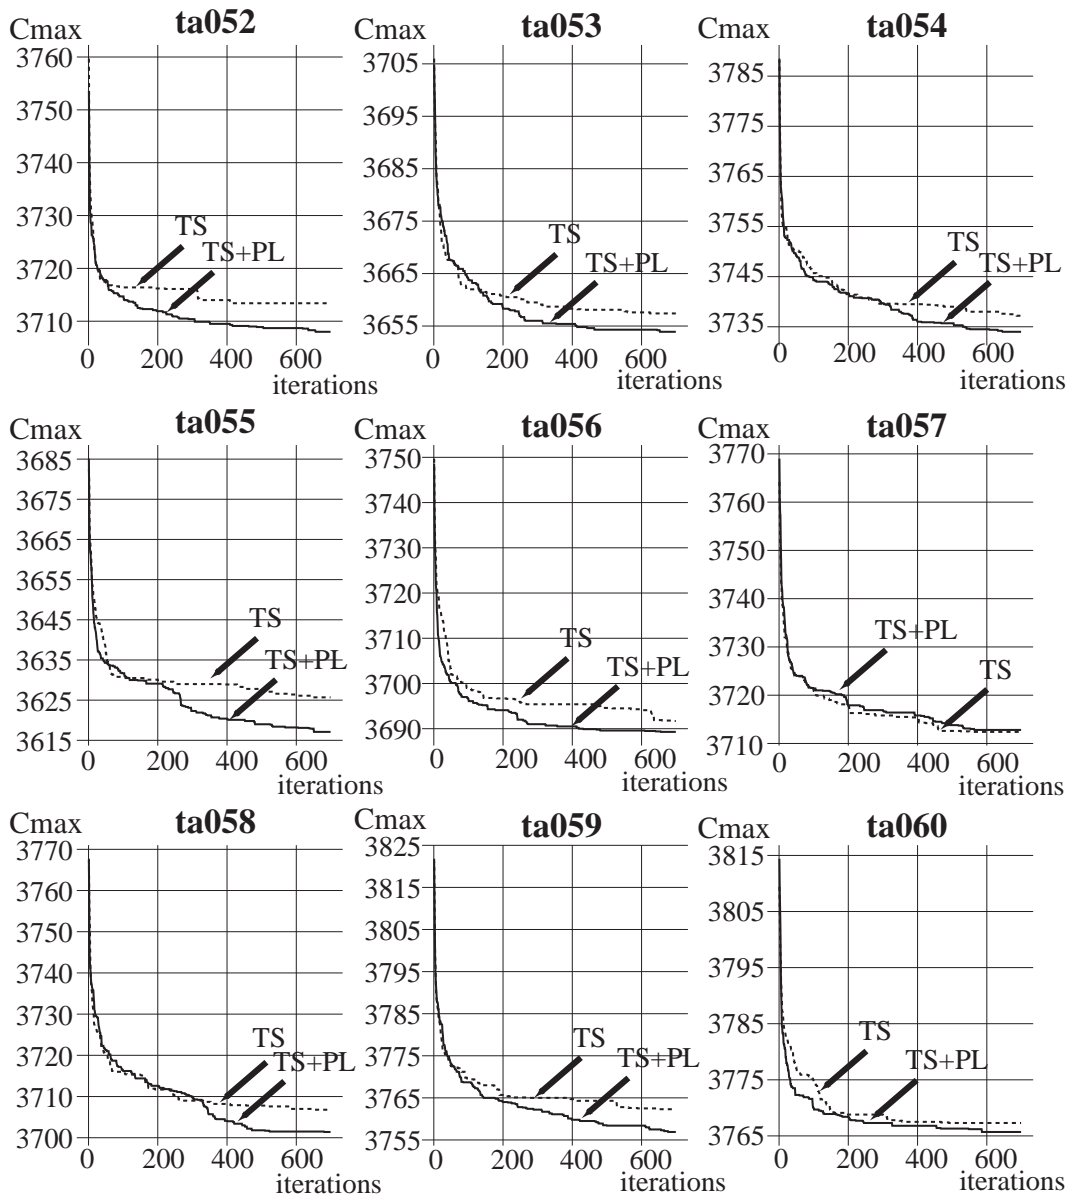 Cmax ta052
3760
3750
3740
3730
3720
3710
TS
TS+PL
0 200 400 600
iterations
Cmax ta053
3705
3695
3685
3675
3665
3655
TS
TS+PL
0 200 400 600
iterations
Cmax ta054
3785
3775
3765
3755
3745
3735
TS
TS+PL
0 200 400 600
iterations
Cmax ta055
3685
3675
3665
3655
3645
3635
3625
3615
TS
TS+PL
0 200 400 600
iterations
Cmax ta056
3750
3740
3730
3720
3710
3700
3690
TS
TS+PL
0 200 400 600
iterations
Cmax ta057
3770
3760
3750
3740
3730
3720
3710
TS+PL
TS
0 200 400 600
iterations
Cmax ta058
3770
3760
3750
3740
3730
3720
3710
3700
TS
TS+PL
0 200 400 600
iterations
Cmax ta059
3825
3815
3805
3795
3785
3775
3765
3755
TS
TS+PL
0 200 400 600
iterations
Cmax ta060
3815
3805
3795
3785
3775
3765
TS
TS+PL
0 200 400 600
iterations